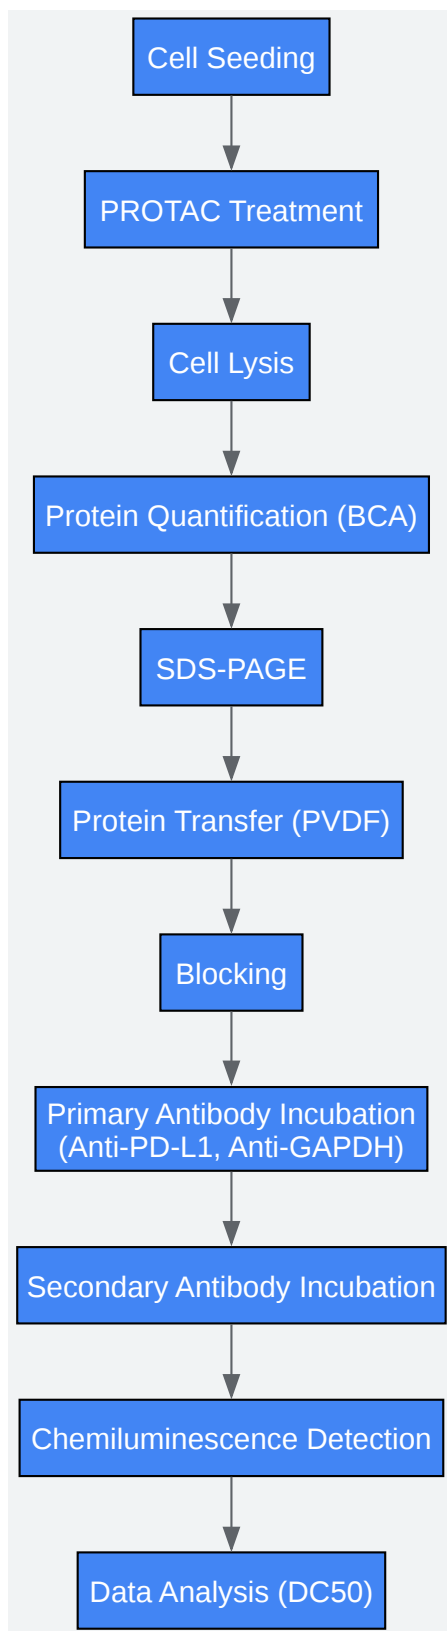 Cell Seeding
PROTAC Treatment
Cell Lysis
Protein Quantification (BCA)
SDS-PAGE
Protein Transfer (PVDF)
Blocking
Primary Antibody Incubation
(Anti-PD-L1, Anti-GAPDH)
Secondary Antibody Incubation
Chemiluminescence Detection
Data Analysis (DC50)